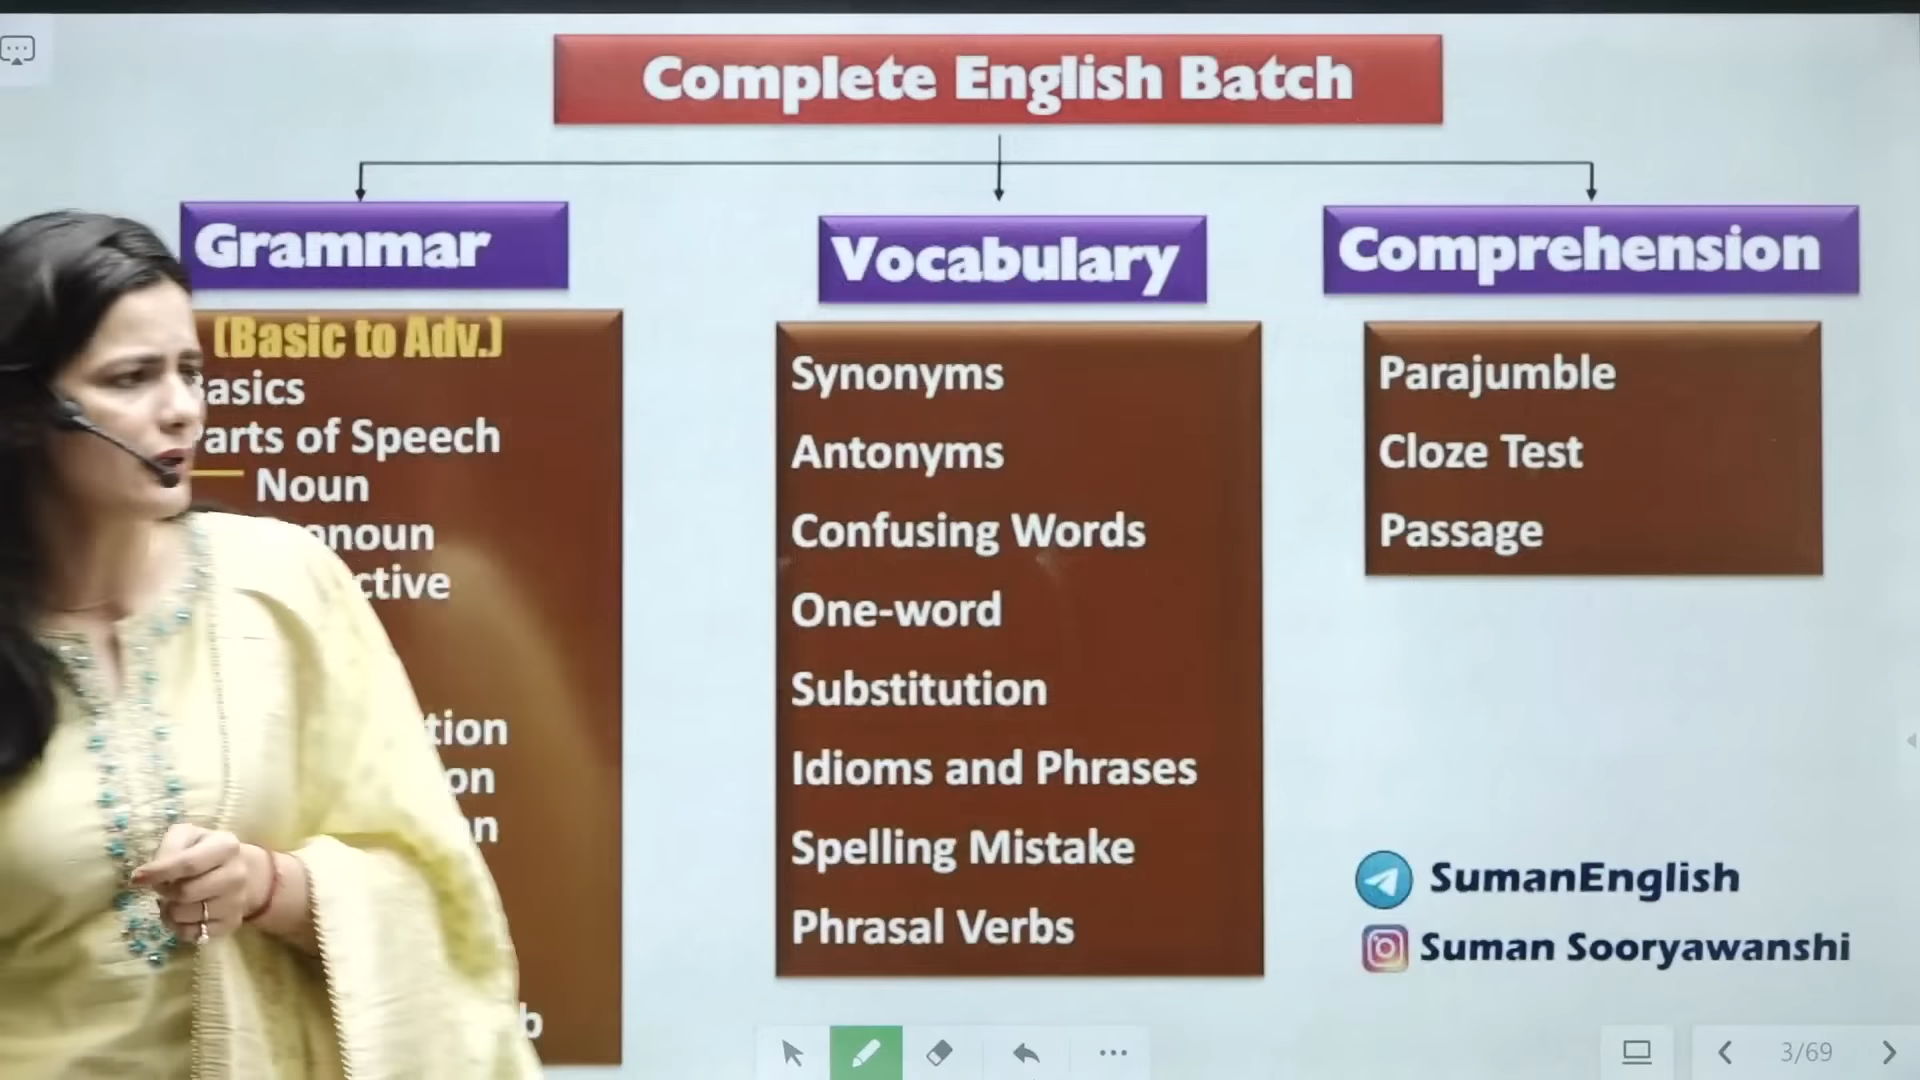 Complete English Batch
Grammar
(Basic to Adv.)
asics
arts of Speech
Noun
onoun
ctive
tion
on
n
b
Vocabulary
Synonyms
Antonyms
Confusing Words
One-word
Substitution
Idioms and Phrases
Spelling Mistake
Phrasal Verbs
Comprehension
Parajumble
Cloze Test
Passage
SumanEnglish
Suman Sooryawanshi
3/69